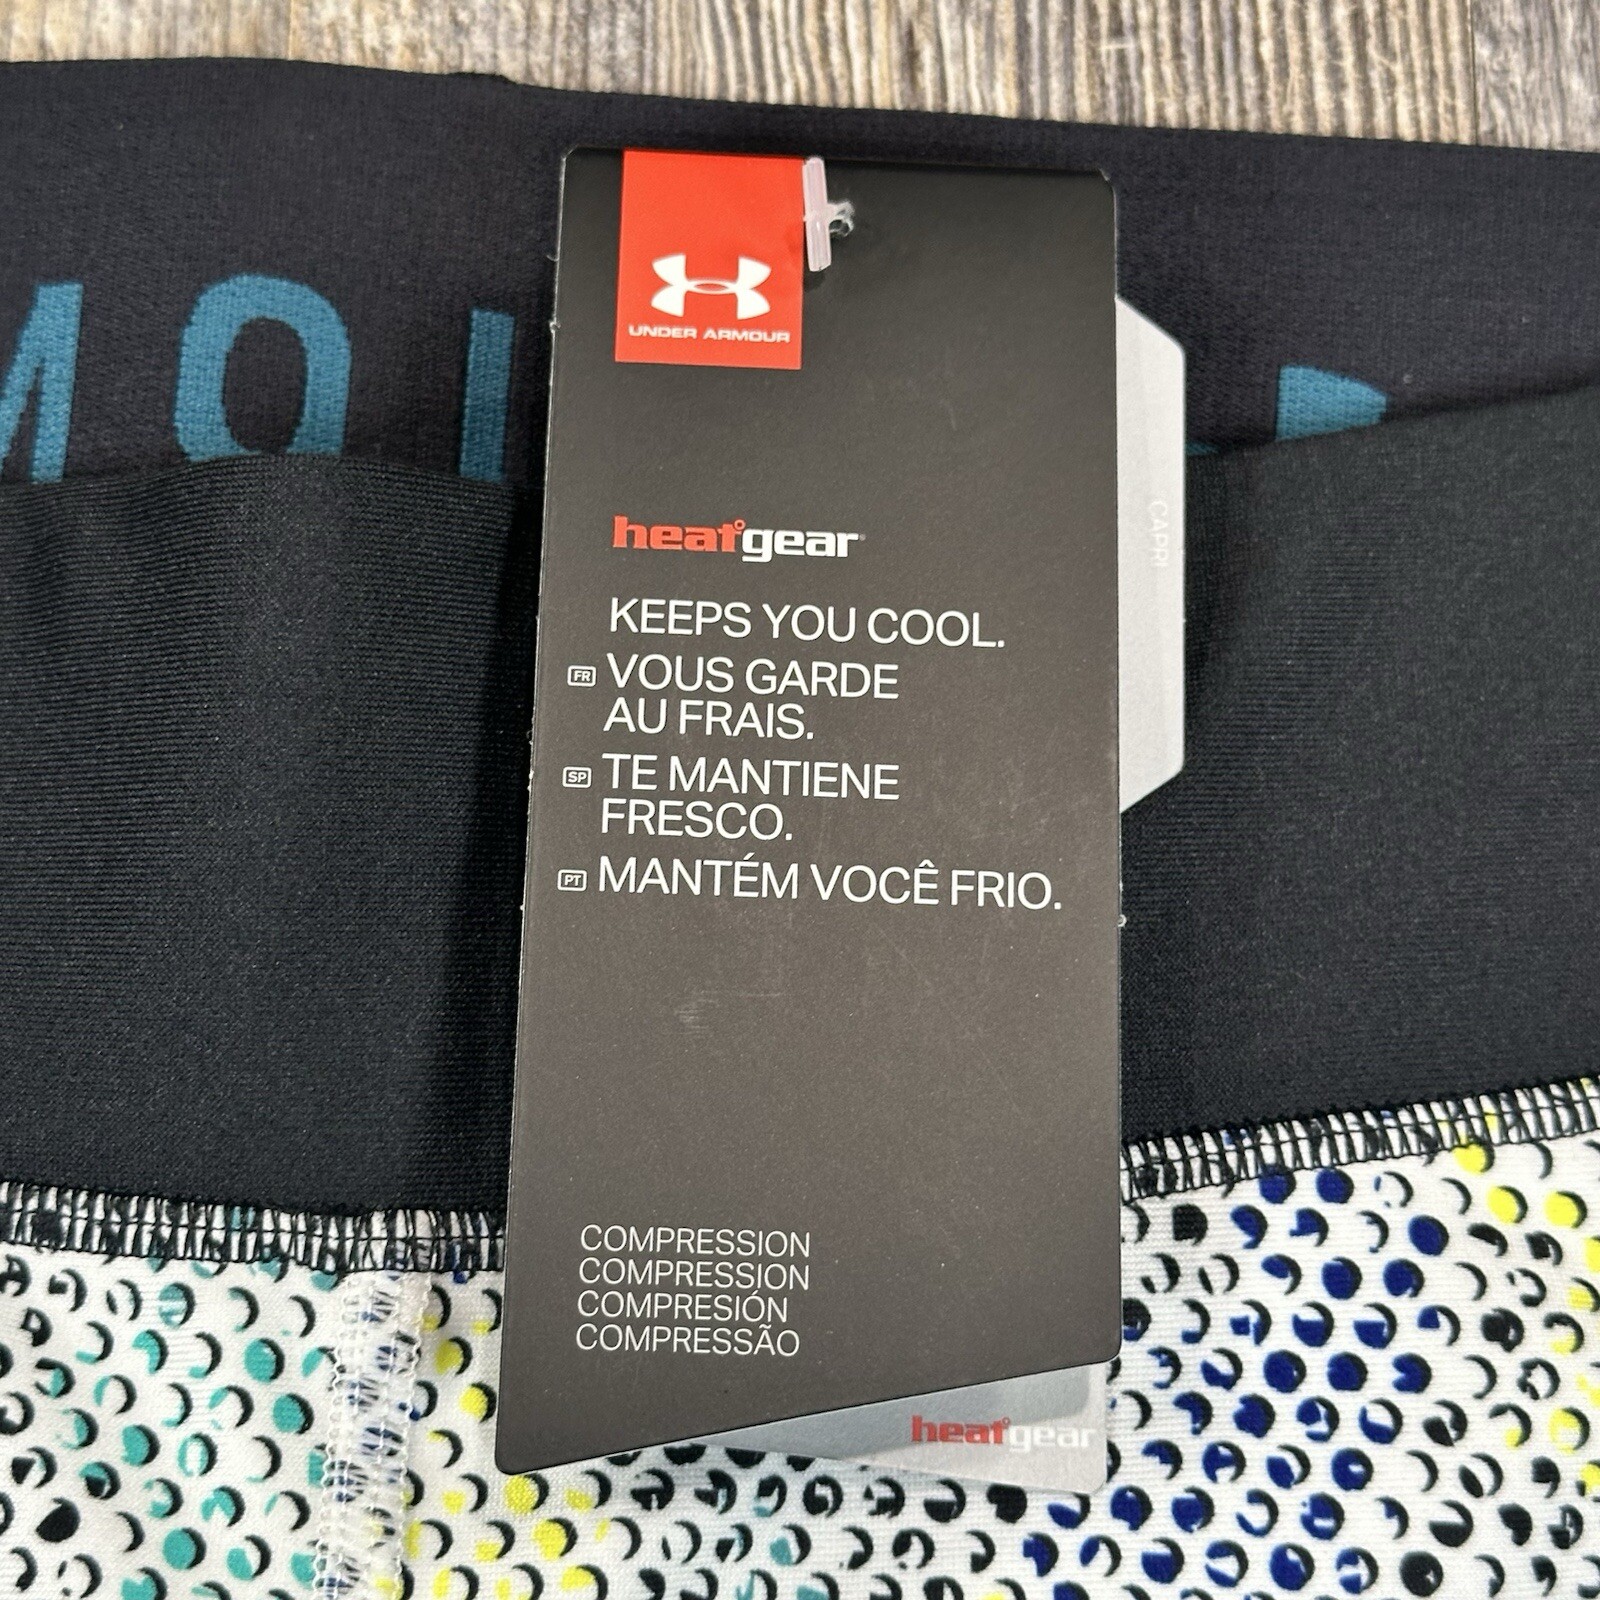 UNDER ARMOUR
MOU
heatgear
CAPRI
KEEPS YOU COOL.
FR VOUS GARDE
AU FRAIS.
SP TE MANTIENE
FRESCO.
PT MANTÉM VOCÊ FRIO.
COMPRESSION
COMPRESSION
COMPRESIÓN
COMPRESSÃO
heatgear